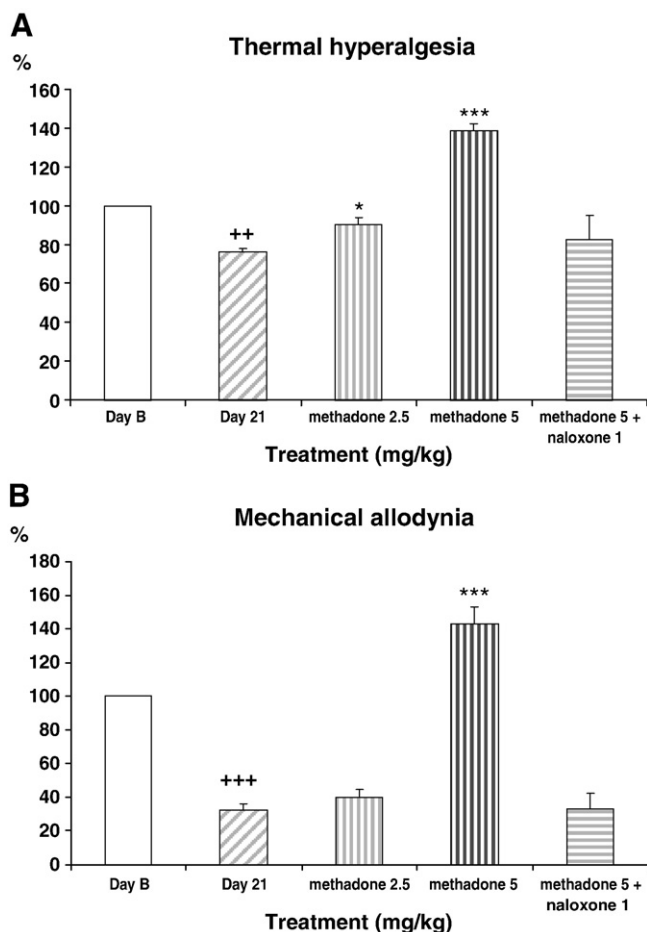 A
Thermal hyperalgesia
%
160
140
120
100
80
60
40
20
0
++
*
***
Day B
Day 21
methadone 2.5
methadone 5
methadone 5 +
naloxone 1
Treatment (mg/kg)
B
Mechanical allodynia
%
180
160
140
120
100
80
60
40
20
0
+++
***
Day B
Day 21
methadone 2.5
methadone 5
methadone 5 +
naloxone 1
Treatment (mg/kg)